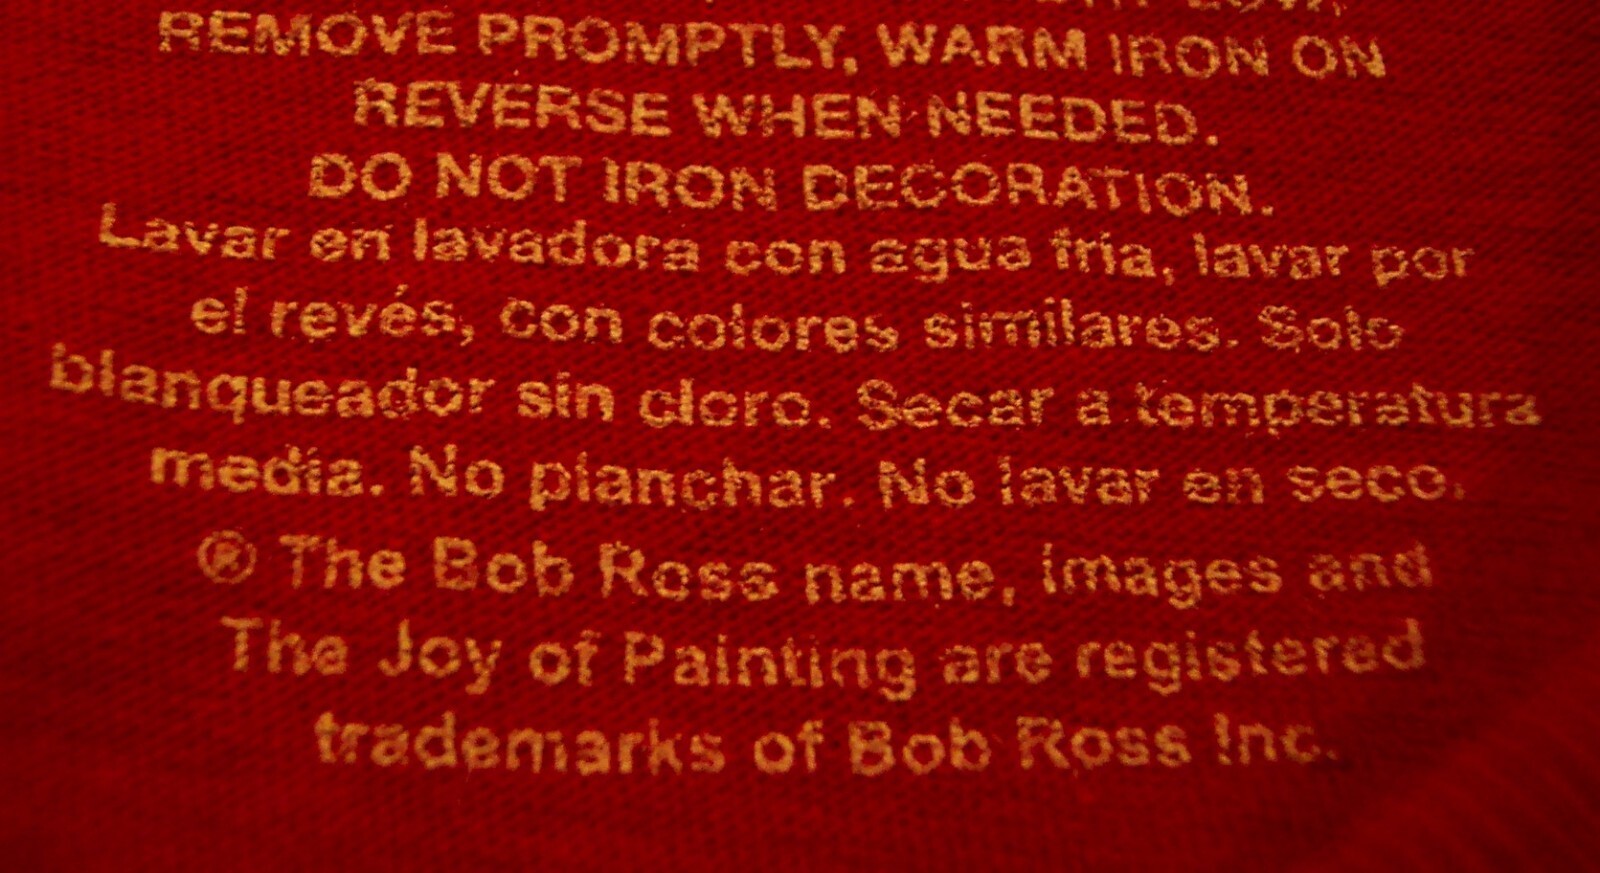 REMOVE PROMPTLY, WARM IRON ON
REVERSE WHEN NEEDED.
DO NOT IRON DECORATION.
Lavar en lavadora con agua fría, lavar por
el revés, con colores similares. Solo
blanqueador sin cloro. Secar a temperatura
media. No planchar. No lavar en seco.
® The Bob Ross name, images and
The Joy of Painting are registered
trademarks of Bob Ross Inc.